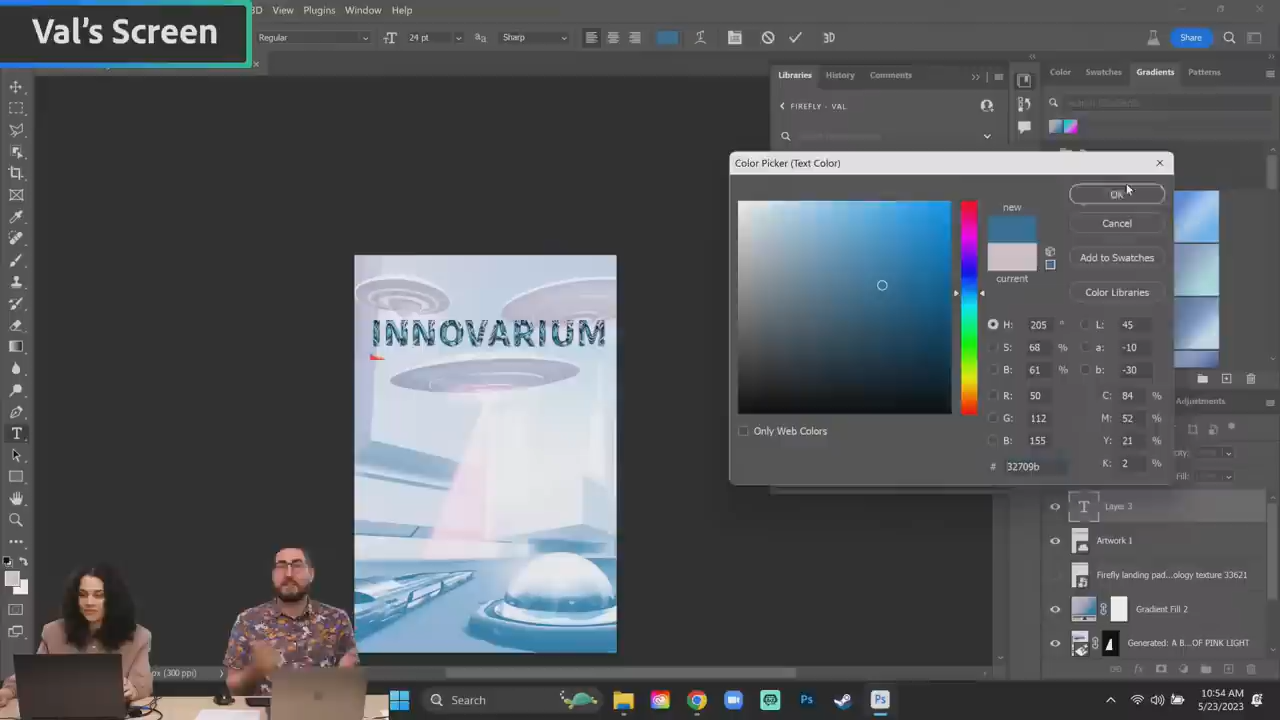 Val's Screen
3D View Plugins Window Help
Regular 24 pt Sharp 3D Share
Libraries History Comments
Color Swatches Gradients Patterns
FIREFLY - VAL
Color Picker (Text Color)
new
OK
Cancel
Add to Swatches
current
Color Libraries
H: 205 ° L: 45
S: 68 % a: -10
B: 61 % b: -30
R: 50 C: 84 %
G: 112 M: 52 %
B: 155 Y: 21 %
# 32709b K: 2 %
Only Web Colors
INNOVARIUM
Adjustments
Fill:
Layer 3
Artwork 1
Firefly landing pad...ology texture 33621
Gradient Fill 2
Generated: A B...OF PINK LIGHT
(300 ppi)
Search
10:54 AM
5/23/2023